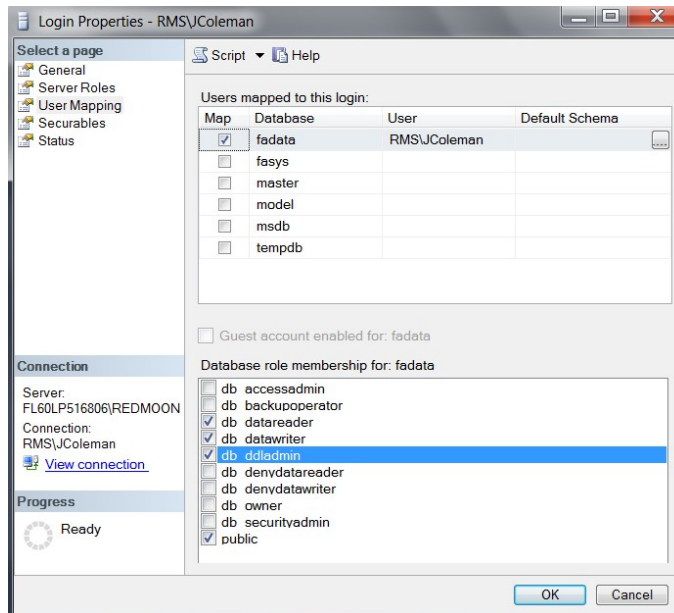 Login Properties - RMS\JColeman
Select a page
General
Server Roles
User Mapping
Securables
Status
Script Help
Users mapped to this login:
Map Database User Default Schema
fadata RMS\JColeman ...
fasys
master
model
msdb
tempdb
Guest account enabled for: fadata
Database role membership for: fadata
db_accessadmin
db_backupoperator
db_datareader
db_datawriter
db_ddladmin
db_denydatareader
db_denydatawriter
db_owner
db_securityadmin
public
Connection
Server:
FL60LP516806\REDMOON
Connection:
RMS\JColeman
View connection
Progress
Ready
OK Cancel